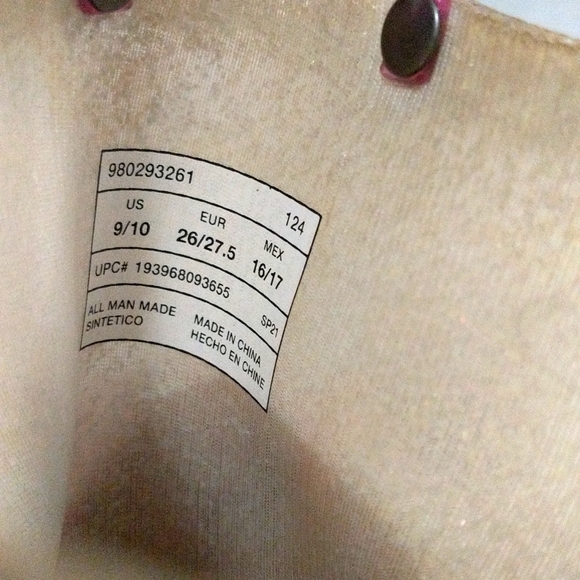 980293261 124
US EUR MEX
9/10 26/27.5 16/17
UPC# 193968093655 SP21
ALL MAN MADE MADE IN CHINA
SINTETICO HECHO EN CHINE